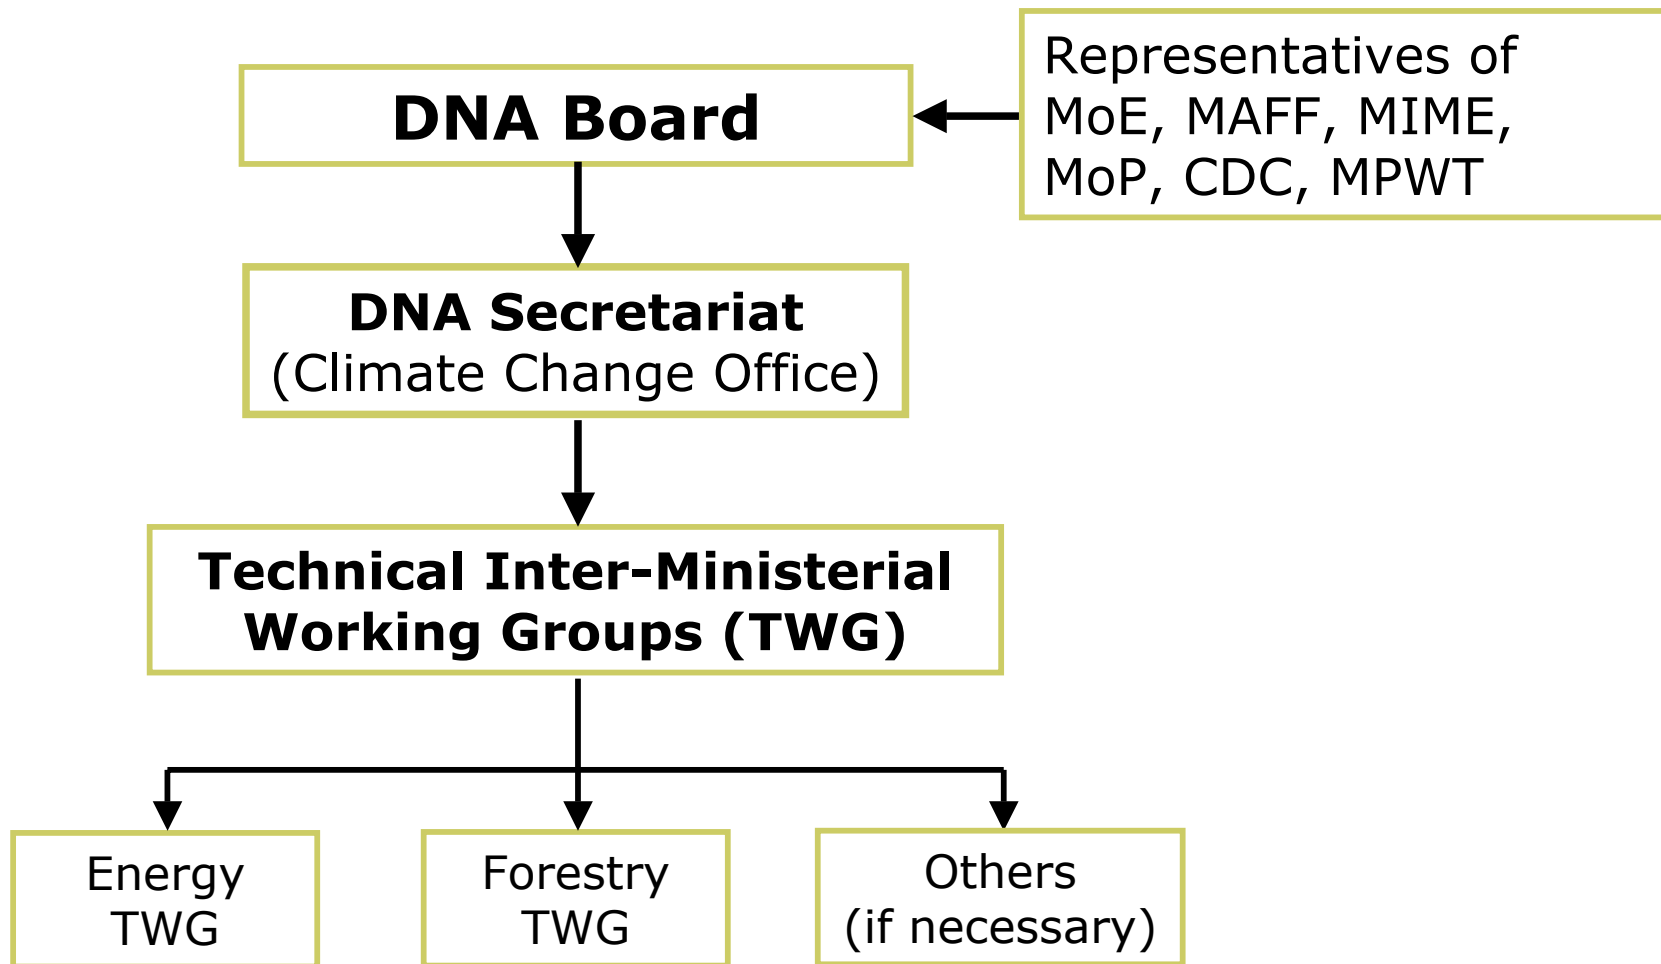 DNA Board
Representatives of
MoE, MAFF, MIME,
MoP, CDC, MPWT
DNA Secretariat
(Climate Change Office)
Technical Inter-Ministerial
Working Groups (TWG)
Energy
TWG
Forestry
TWG
Others
(if necessary)